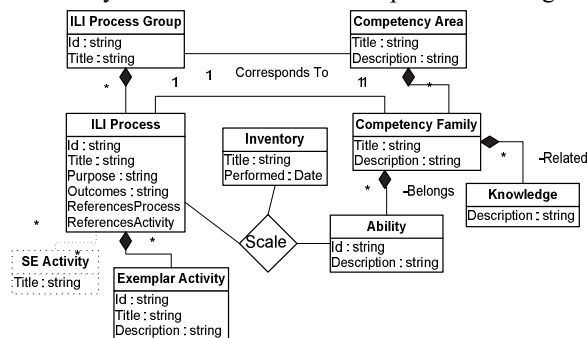 ILI Process Group
Id : string
Title : string
Competency Area
Title : string
Description : string
Corresponds To
*
1
1
11
*
ILI Process
Id : string
Title : string
Purpose : string
Outcomes : string
ReferencesProcess
ReferencesActivity
Inventory
Title : string
Performed : Date
Competency Family
Title : string
Description : string
*
-Related
*
-Belongs
Knowledge
Description : string
Scale
Ability
Id : string
Description : string
*
*
*
SE Activity
Title : string
Exemplar Activity
Id : string
Title : string
Description : string